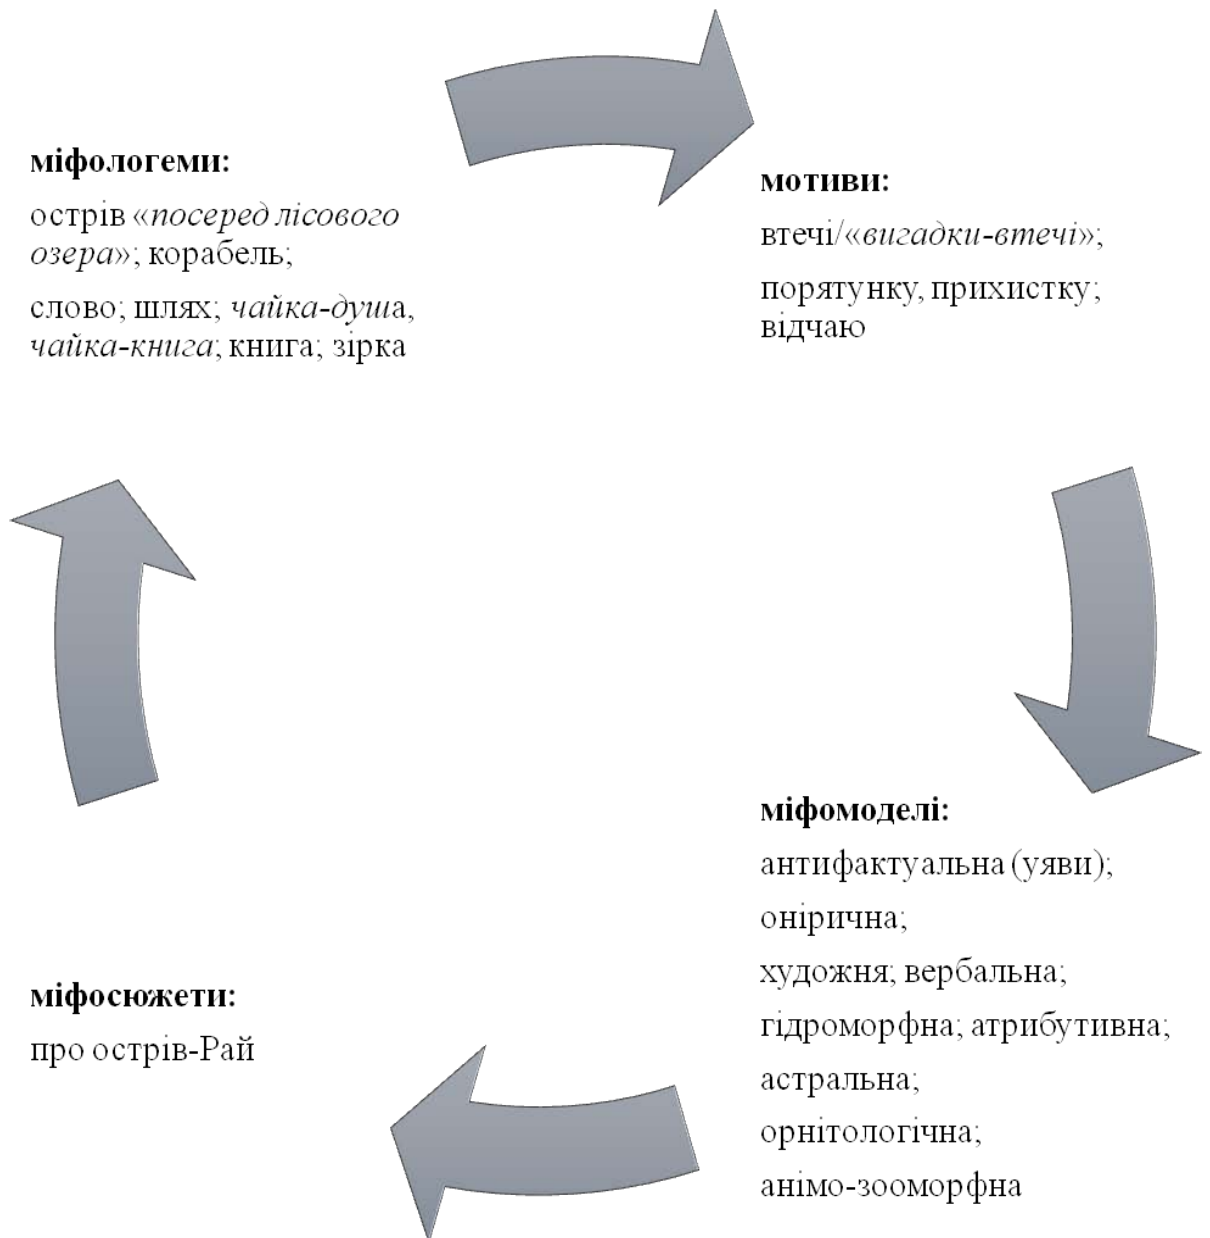 міфологеми:
острів «посеред лісового
озера»; корабель;
слово; шлях; чайка-душа,
чайка-книга; книга; зірка
мотиви:
втечі/«вигадки-втечі»;
порятунку, прихистку;
відчаю
міфомоделі:
антифактуальна (уяви);
онірична;
художня; вербальна;
гідроморфна; атрибутивна;
астральна;
орнітологічна;
анімо-зооморфна
міфосюжети:
про острів-Рай